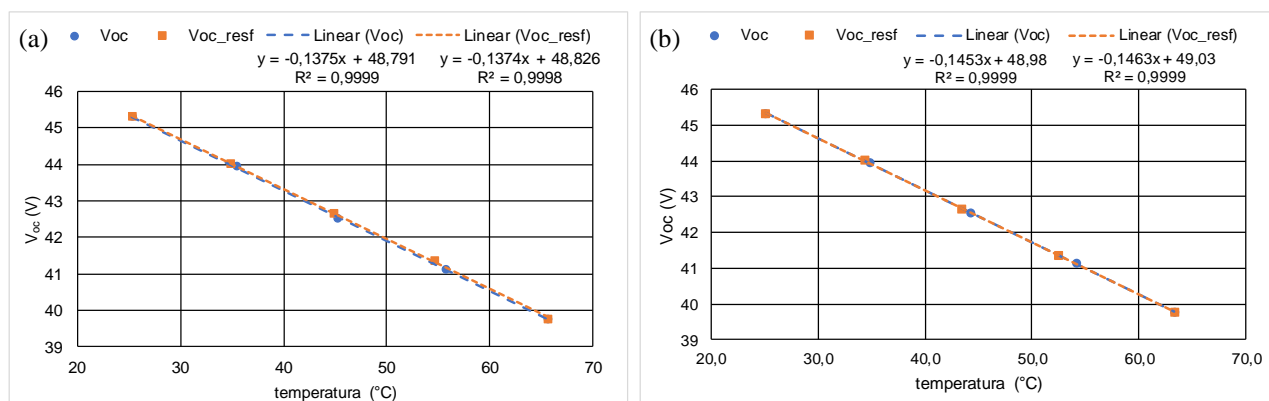 (a) Voc Voc_resf Linear (Voc) Linear (Voc_resf)
y = -0,1375x + 48,791 y = -0,1374x + 48,826
R² = 0,9999 R² = 0,9998
46
45
44
43
42
41
40
39
V_oc (V)
20 30 40 50 60 70
temperatura (°C)
(b) Voc Voc_resf Linear (Voc) Linear (Voc_resf)
y = -0,1453x + 48,98 y = -0,1463x + 49,03
R² = 0,9999 R² = 0,9999
46
45
44
43
42
41
40
39
Voc (V)
20,0 30,0 40,0 50,0 60,0 70,0
temperatura (°C)